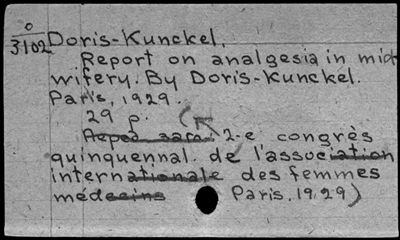 o
3102 Doris-Kunckel.
Report on analgesia in mid-
wifery. By Doris-Kunckel.
Paris, 1929.
29 p.
2-e congrès
quinquennal. de l'association
internationale des femmes
médecins Paris, 1929)